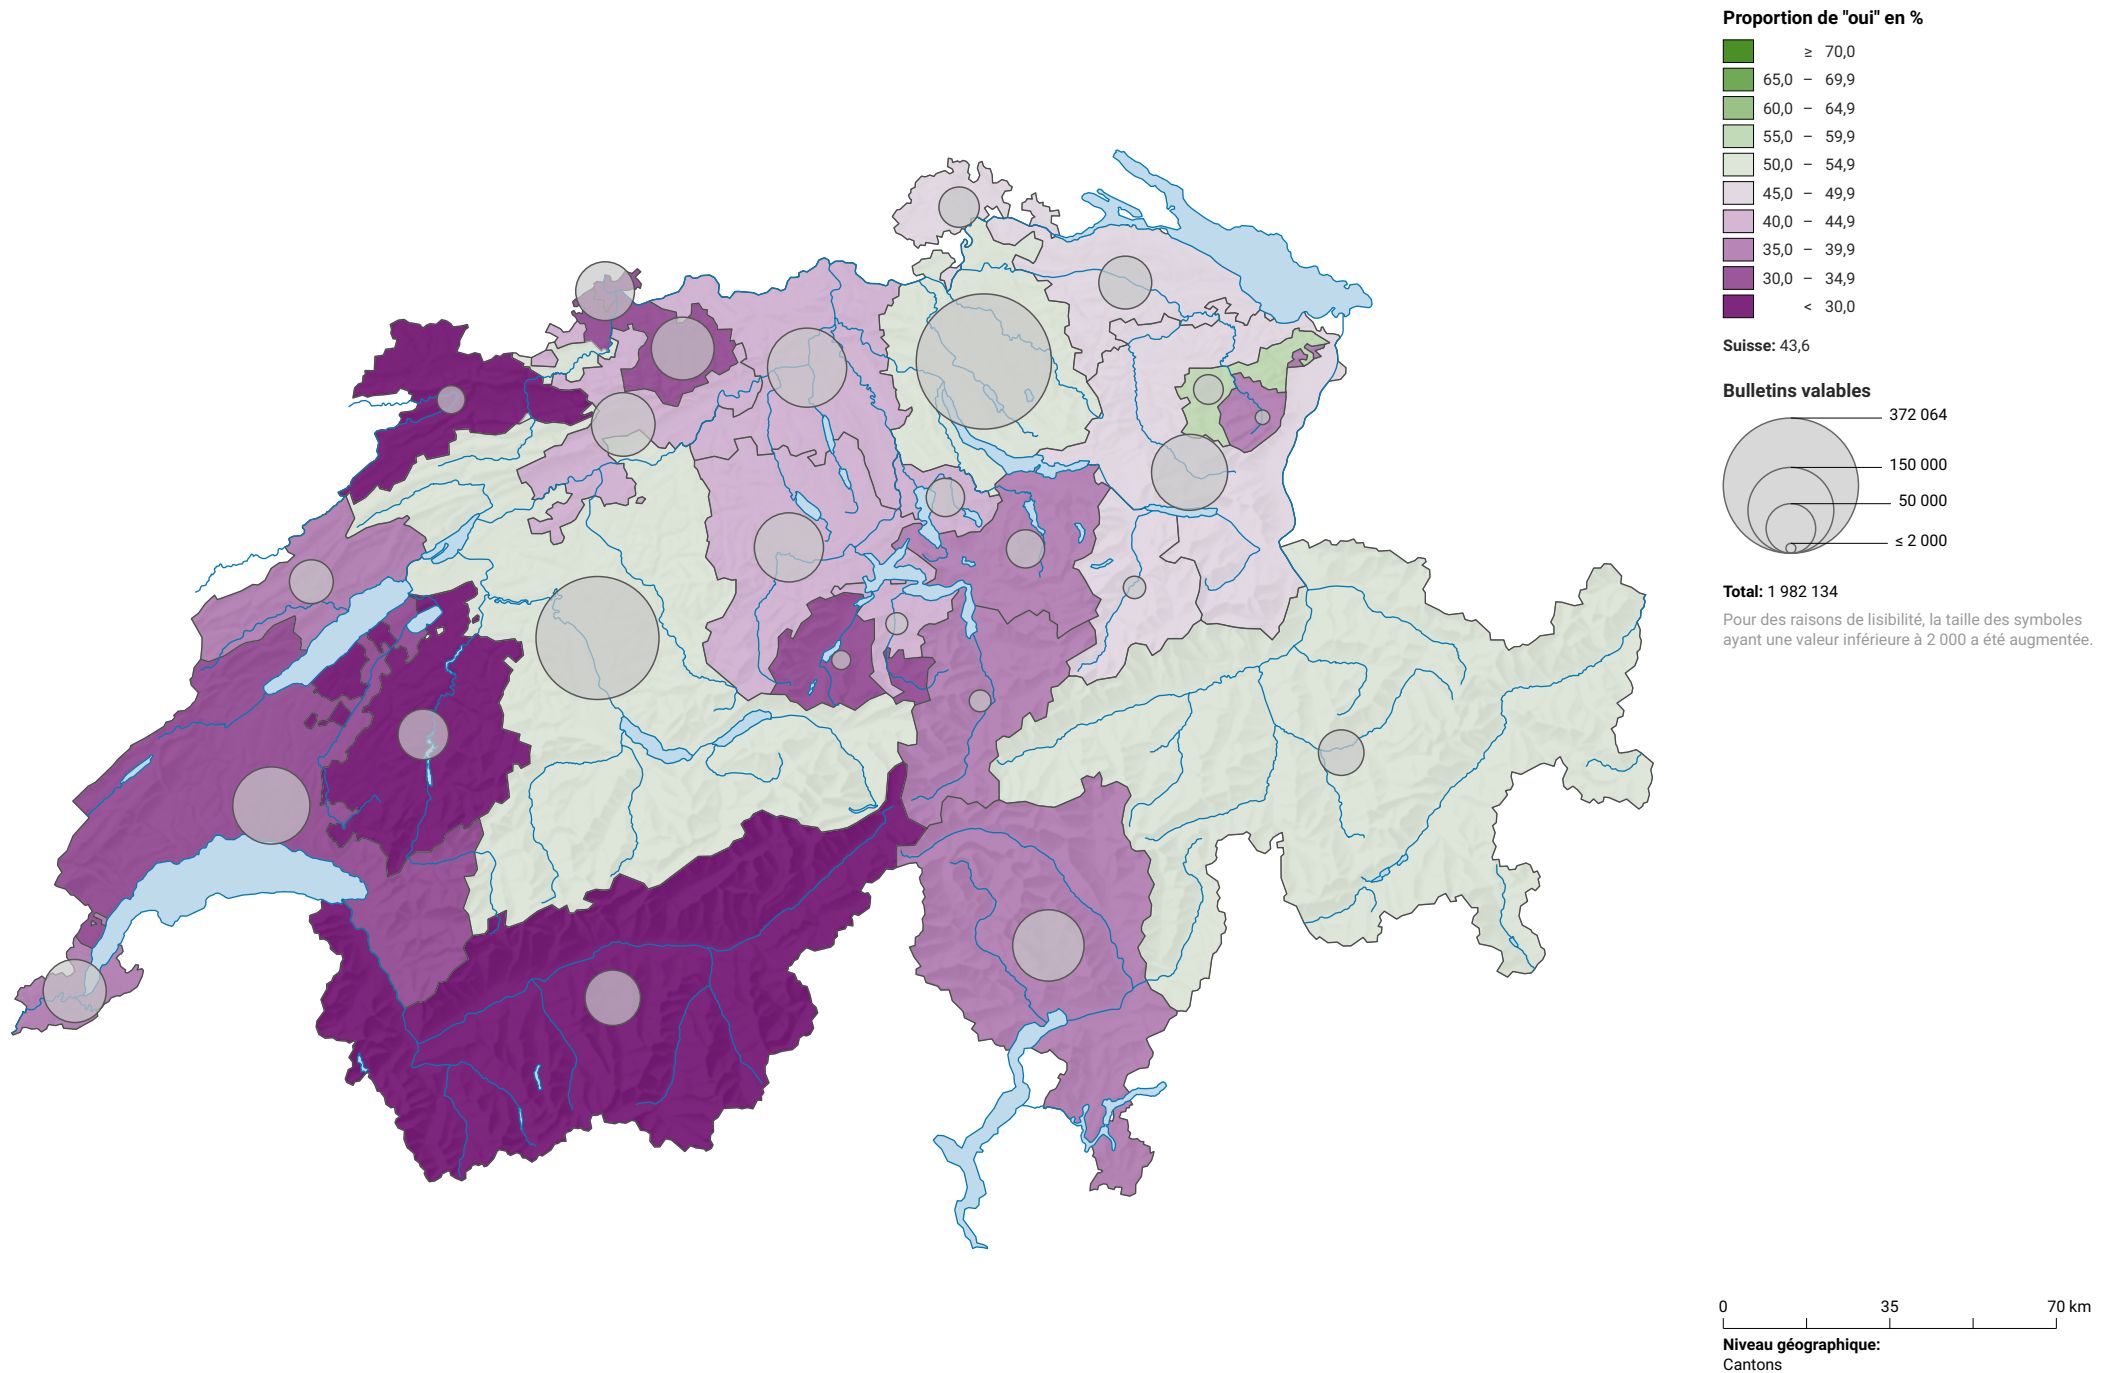 Proportion de "oui" en %
≥ 70,0
65,0 – 69,9
60,0 – 64,9
55,0 – 59,9
50,0 – 54,9
45,0 – 49,9
40,0 – 44,9
35,0 – 39,9
30,0 – 34,9
< 30,0
Suisse: 43,6
Bulletins valables
372 064
150 000
50 000
≤ 2 000
Total: 1 982 134
Pour des raisons de lisibilité, la taille des symboles
ayant une valeur inférieure à 2 000 a été augmentée.
0 35 70 km
Niveau géographique:
Cantons